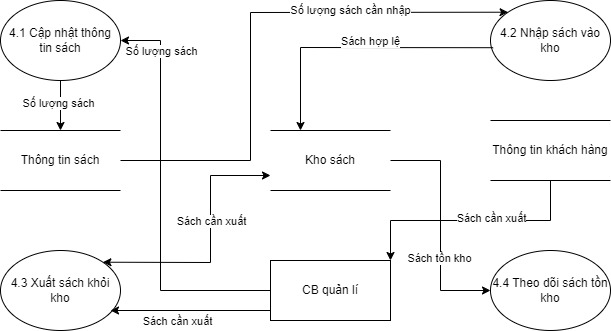 Số lượng sách cần nhập
4.1 Cập nhật thông
tin sách
4.2 Nhập sách vào
kho
Sách hợp lệ
Số lượng sách
Số lượng sách
Thông tin sách
Kho sách
Thông tin khách hàng
Sách cần xuất
Sách cần xuất
Sách tồn kho
4.3 Xuất sách khỏi
kho
CB quản lí
4.4 Theo dõi sách tồn
kho
Sách cần xuất